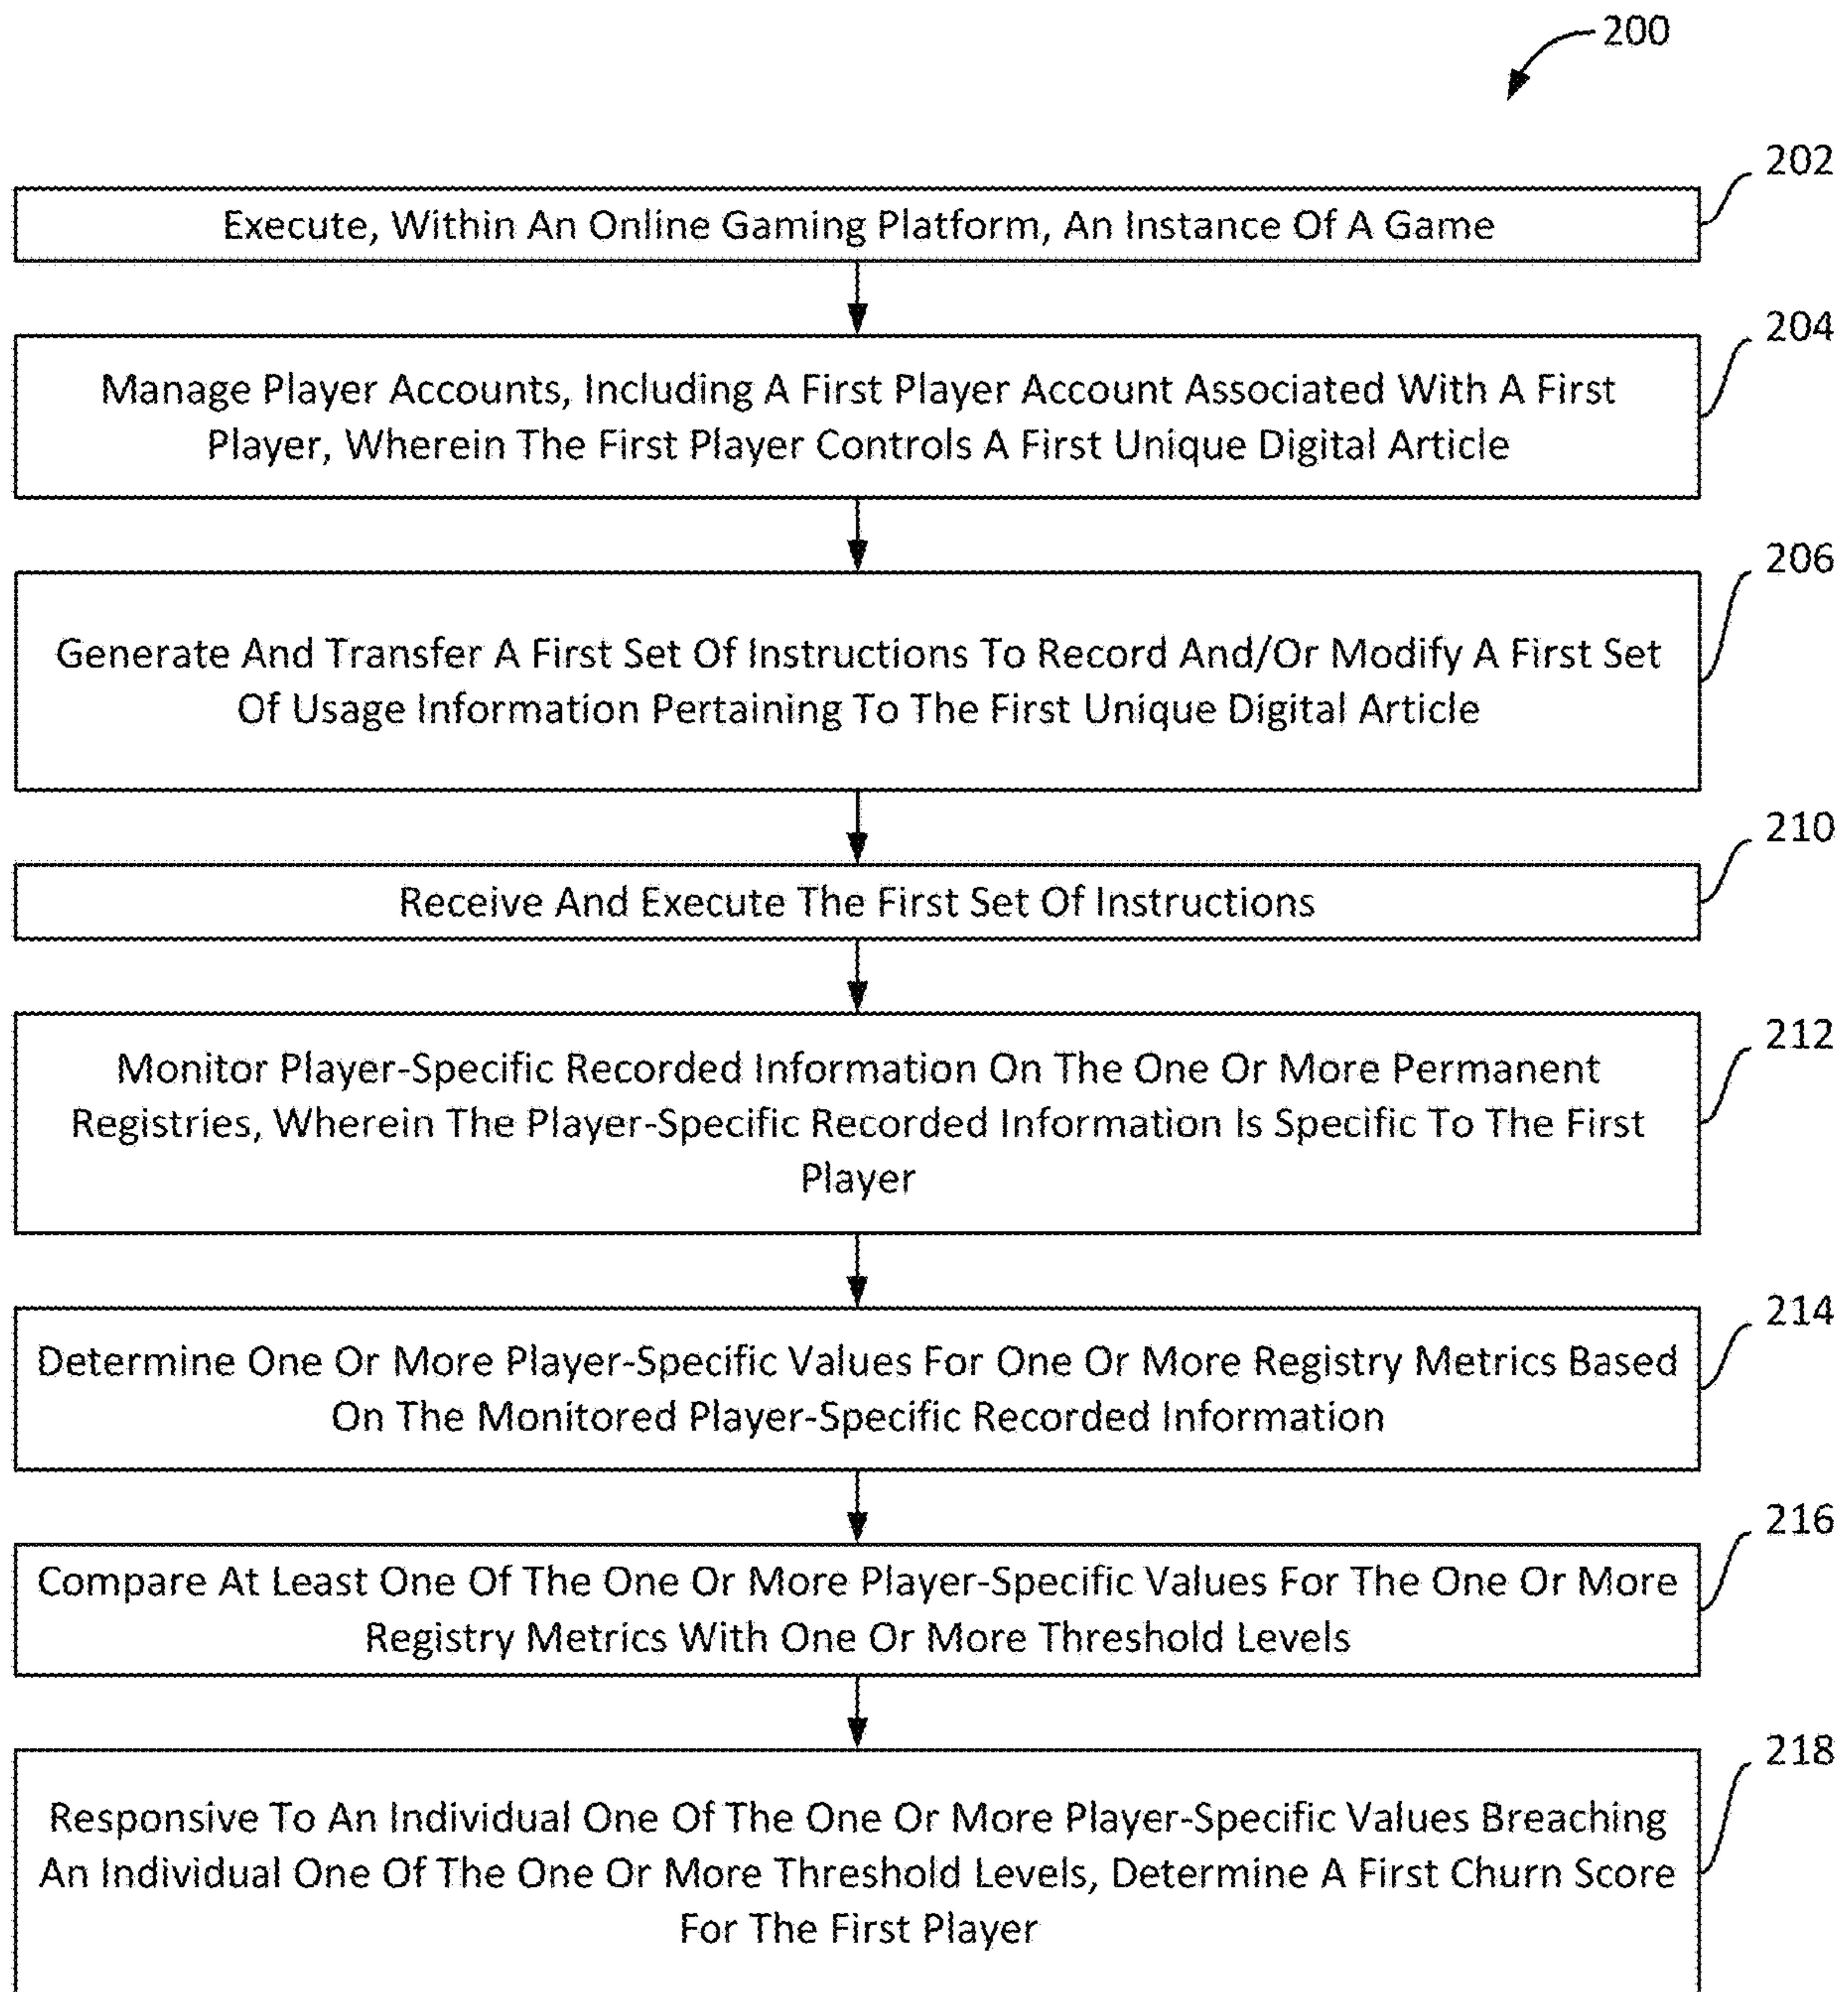 200
202
Execute, Within An Online Gaming Platform, An Instance Of A Game
204
Manage Player Accounts, Including A First Player Account Associated With A First
Player, Wherein The First Player Controls A First Unique Digital Article
206
Generate And Transfer A First Set Of Instructions To Record And/Or Modify A First Set
Of Usage Information Pertaining To The First Unique Digital Article
210
Receive And Execute The First Set Of Instructions
212
Monitor Player-Specific Recorded Information On The One Or More Permanent
Registries, Wherein The Player-Specific Recorded Information Is Specific To The First
Player
214
Determine One Or More Player-Specific Values For One Or More Registry Metrics Based
On The Monitored Player-Specific Recorded Information
216
Compare At Least One Of The One Or More Player-Specific Values For The One Or More
Registry Metrics With One Or More Threshold Levels
218
Responsive To An Individual One Of The One Or More Player-Specific Values Breaching
An Individual One Of The One Or More Threshold Levels, Determine A First Churn Score
For The First Player